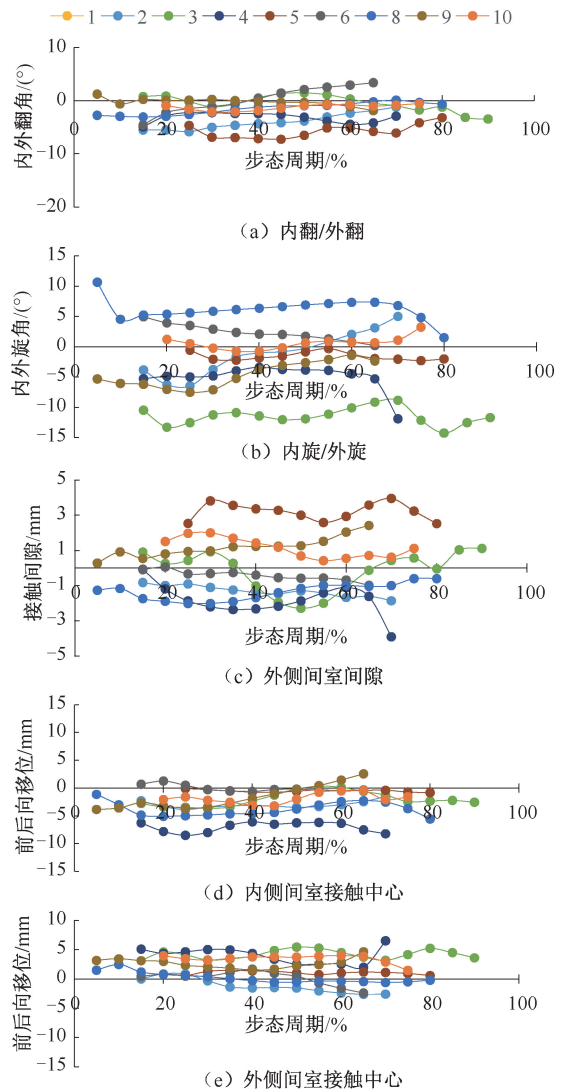 1 2 3 4 5 6 8 9 10
内外翻角/(°)
10
0
−10
−20
0 20 40 60 80 100
步态周期/%
（a）内翻/外翻
内外旋角/(°)
15
10
5
0
−5
−10
−15
0 20 40 60 80 100
步态周期/%
（b）内旋/外旋
接触间隙/mm
5
3
1
−1
−3
−5
0 20 40 60 80 100
步态周期/%
（c）外侧间室间隙
前后向移位/mm
15
10
5
0
−5
−10
−15
0 20 40 60 80 100
步态周期/%
（d）内侧间室接触中心
前后向移位/mm
10
5
0
−5
−10
−15
0 20 40 60 80 100
步态周期/%
（e）外侧间室接触中心